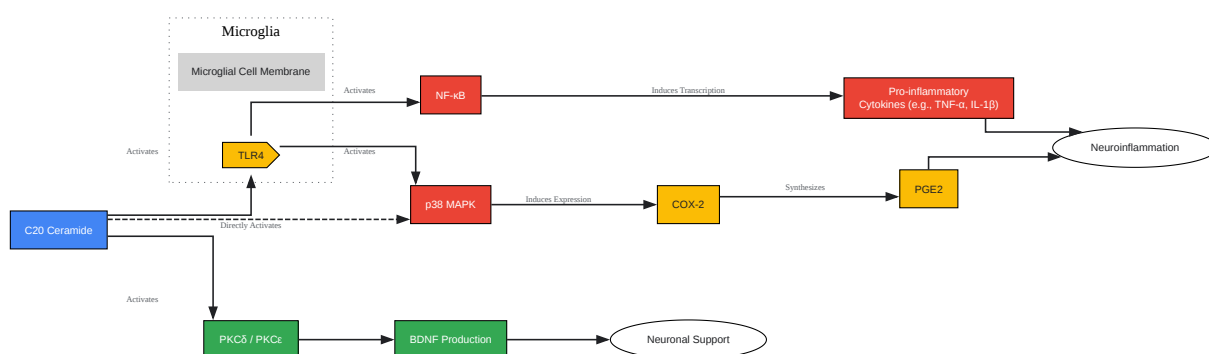 Microglia
Microglial Cell Membrane
Activates
NF-κB
Induces Transcription
Pro-inflammatory
Cytokines (e.g., TNF-α, IL-1β)
Activates
TLR4
Activates
Neuroinflammation
p38 MAPK
Induces Expression
COX-2
Synthesizes
PGE2
C20 Ceramide
Directly Activates
Activates
PKCδ / PKCε
BDNF Production
Neuronal Support